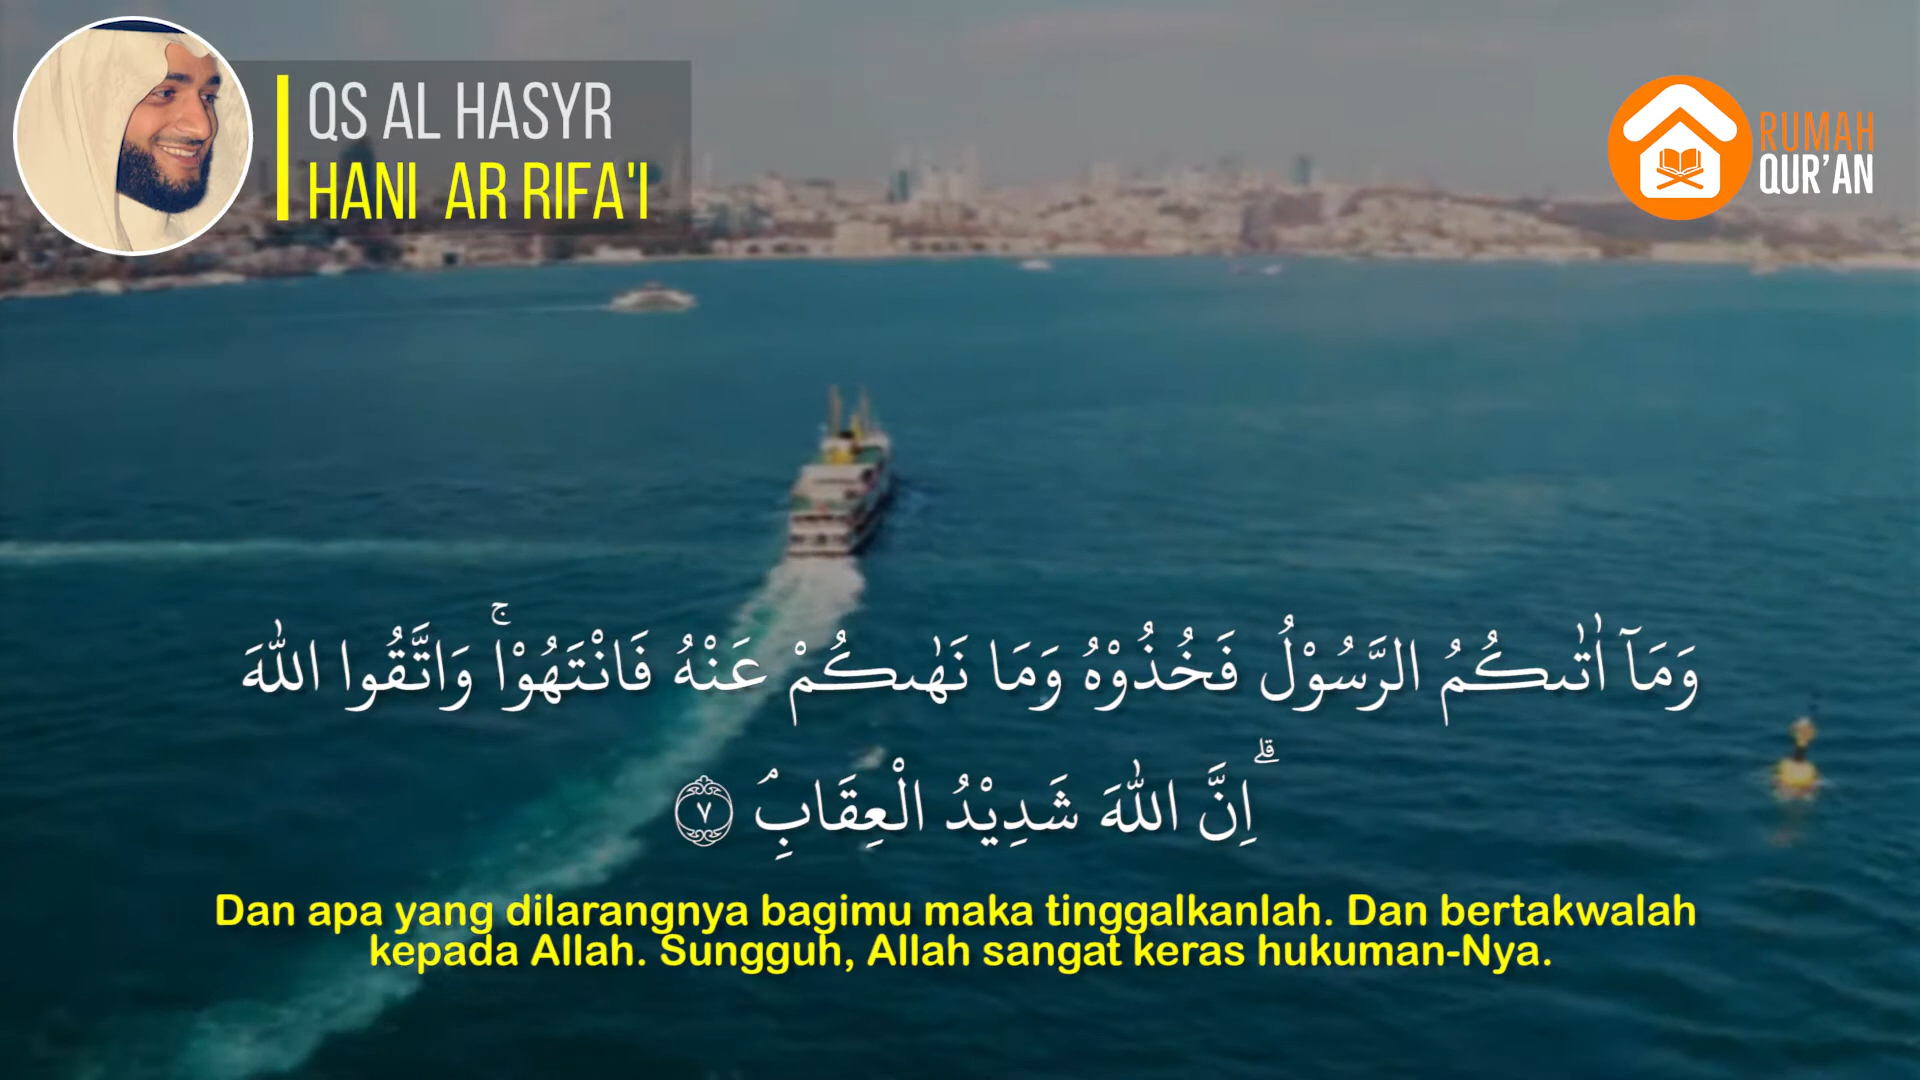 QS AL HASYR
HANI AR RIFA'I
RUMAH
QUR'AN
وَمَآ اٰتٰىكُمُ الرَّسُوْلُ فَخُذُوْهُ وَمَا نَهٰىكُمْ عَنْهُ فَانْتَهُوْاۚ وَاتَّقُوا اللّٰهَ
ۗاِنَّ اللّٰهَ شَدِيْدُ الْعِقَابِۘ ٧
Dan apa yang dilarangnya bagimu maka tinggalkanlah. Dan bertakwalah
kepada Allah. Sungguh, Allah sangat keras hukuman-Nya.